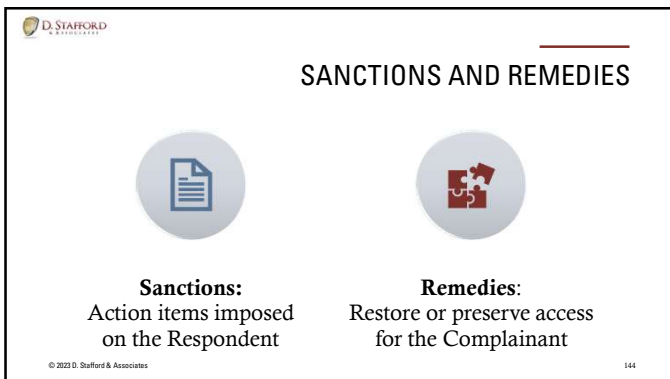 D. STAFFORD
& ASSOCIATES
SANCTIONS AND REMEDIES
Sanctions:
Action items imposed
on the Respondent
Remedies:
Restore or preserve access
for the Complainant
© 2023 D. Stafford & Associates
144